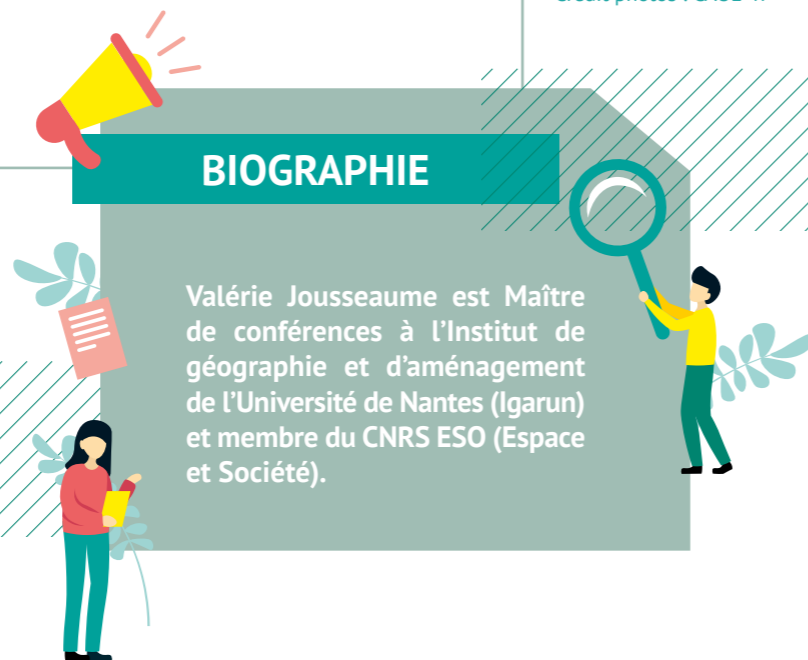 BIOGRAPHIE
Valérie Jousseaume est Maître
de conférences à l'Institut de
géographie et d'aménagement
de l'Université de Nantes (Igarun)
et membre du CNRS ESO (Espace
et Société).